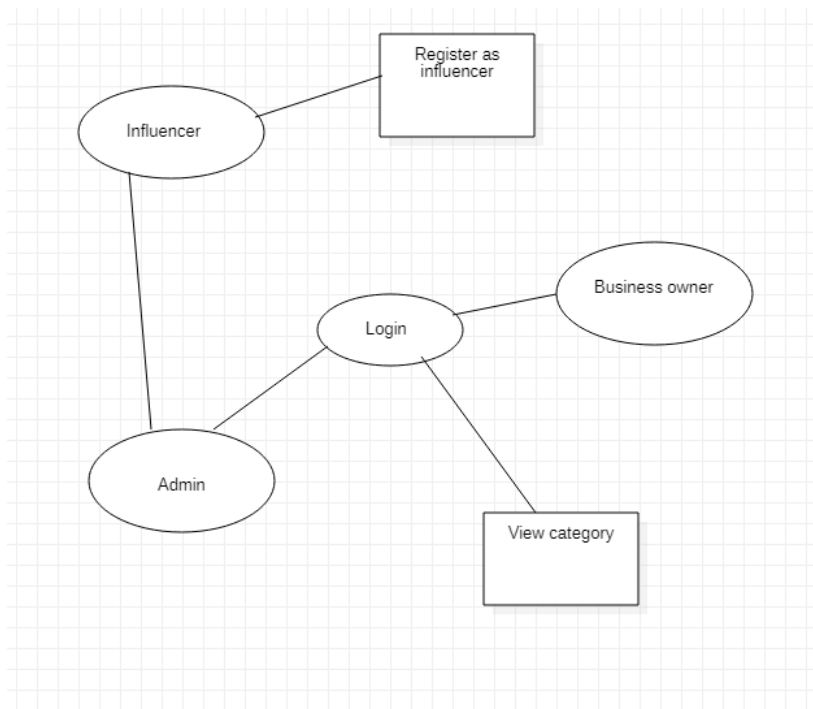 Register as
influencer
Influencer
Business owner
Login
Admin
View category